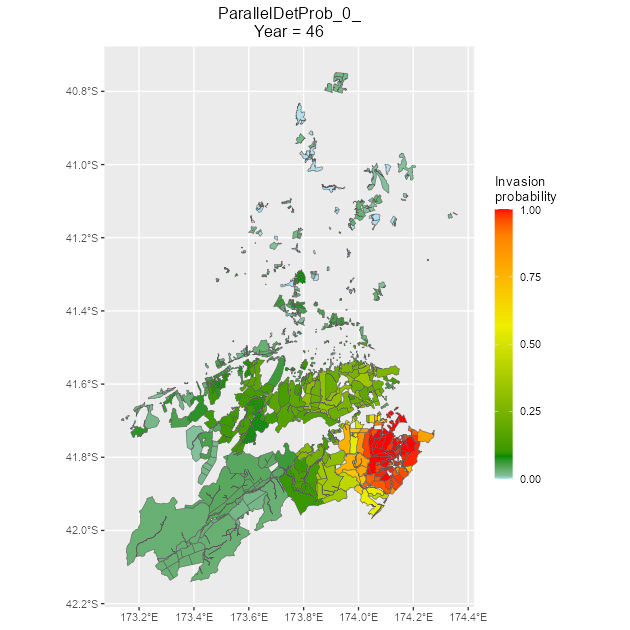 ParallelDetProb_0_
Year = 46
40.8°S
41.0°S
41.2°S
41.4°S
41.6°S
41.8°S
42.0°S
42.2°S
173.2°E 173.4°E 173.6°E 173.8°E 174.0°E 174.2°E 174.4°E
Invasion
probability
1.00
0.75
0.50
0.25
0.00